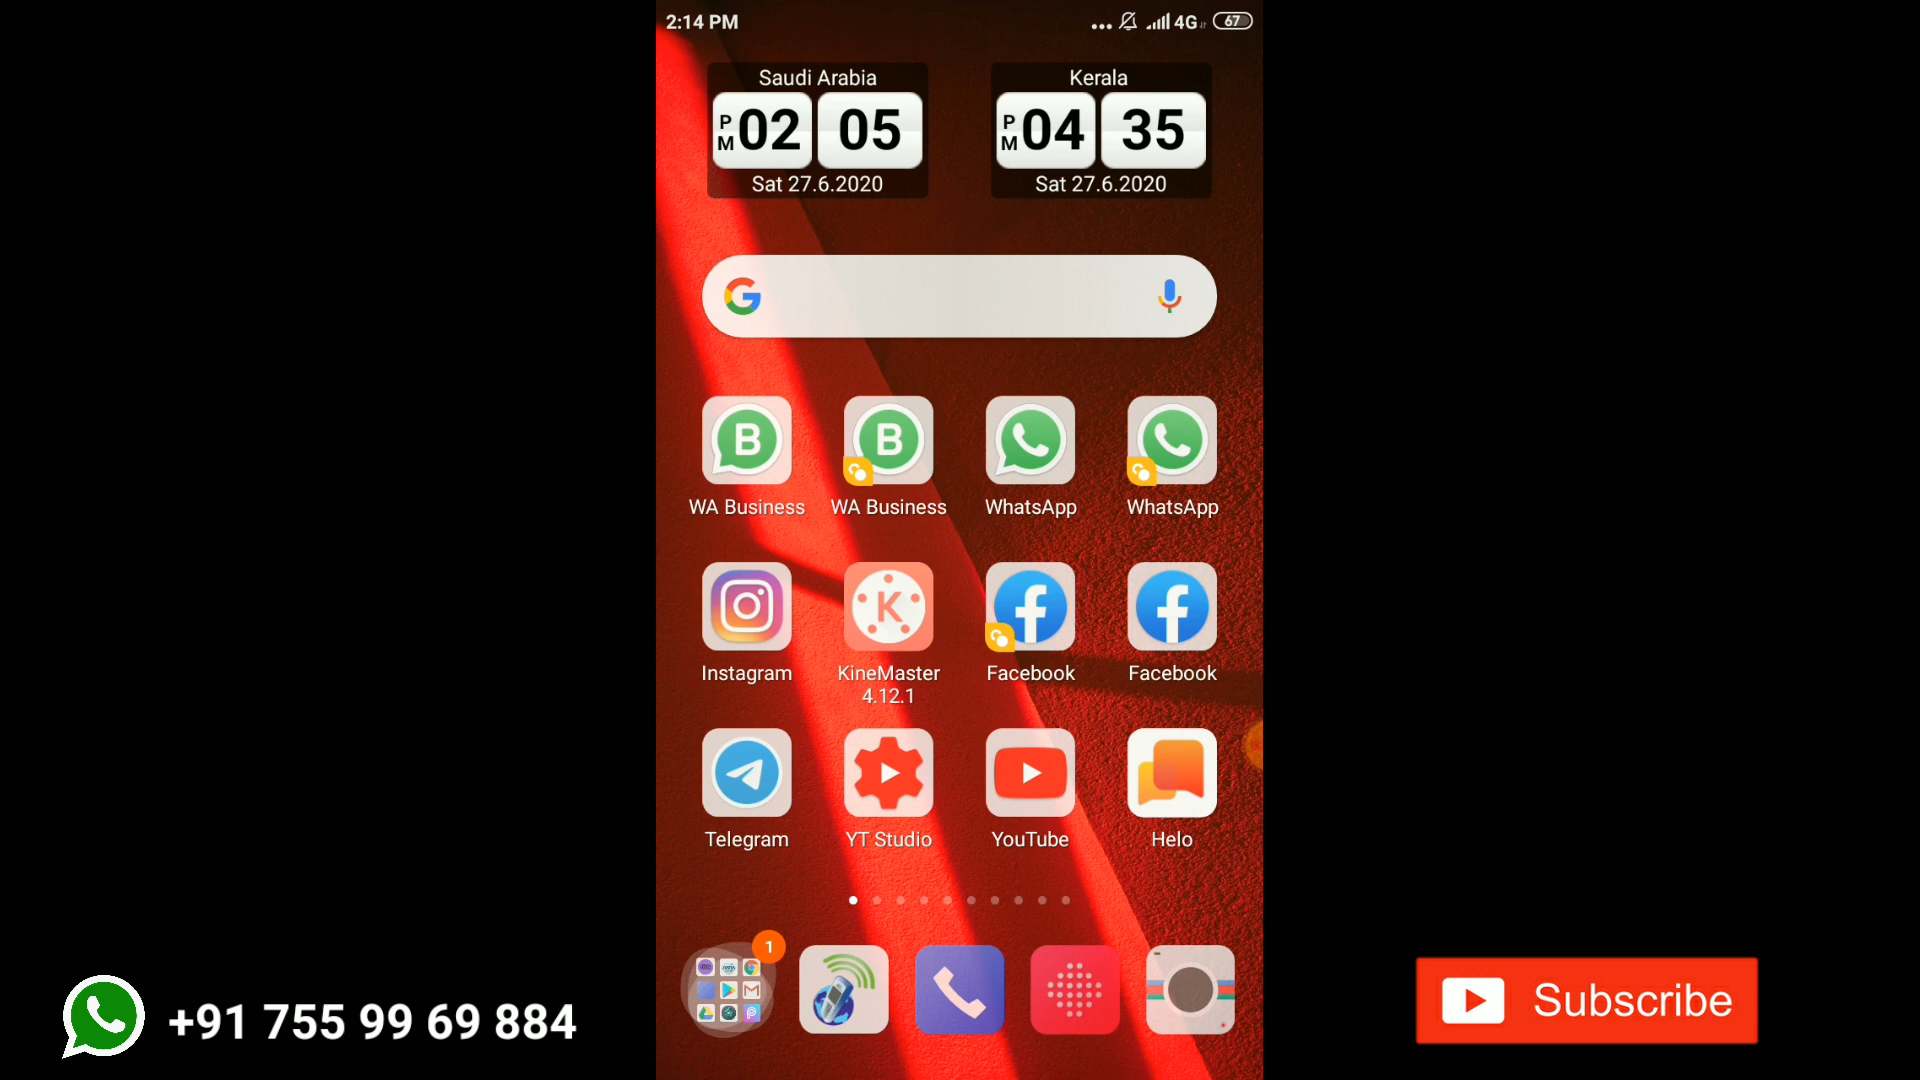 2:14 PM
4G
67
Saudi Arabia
Kerala
PM 02 05
PM 04 35
Sat 27.6.2020
Sat 27.6.2020
WA Business
WA Business
WhatsApp
WhatsApp
Instagram
KineMaster
4.12.1
Facebook
Facebook
Telegram
YT Studio
YouTube
Helo
1
+91 755 99 69 884
Subscribe